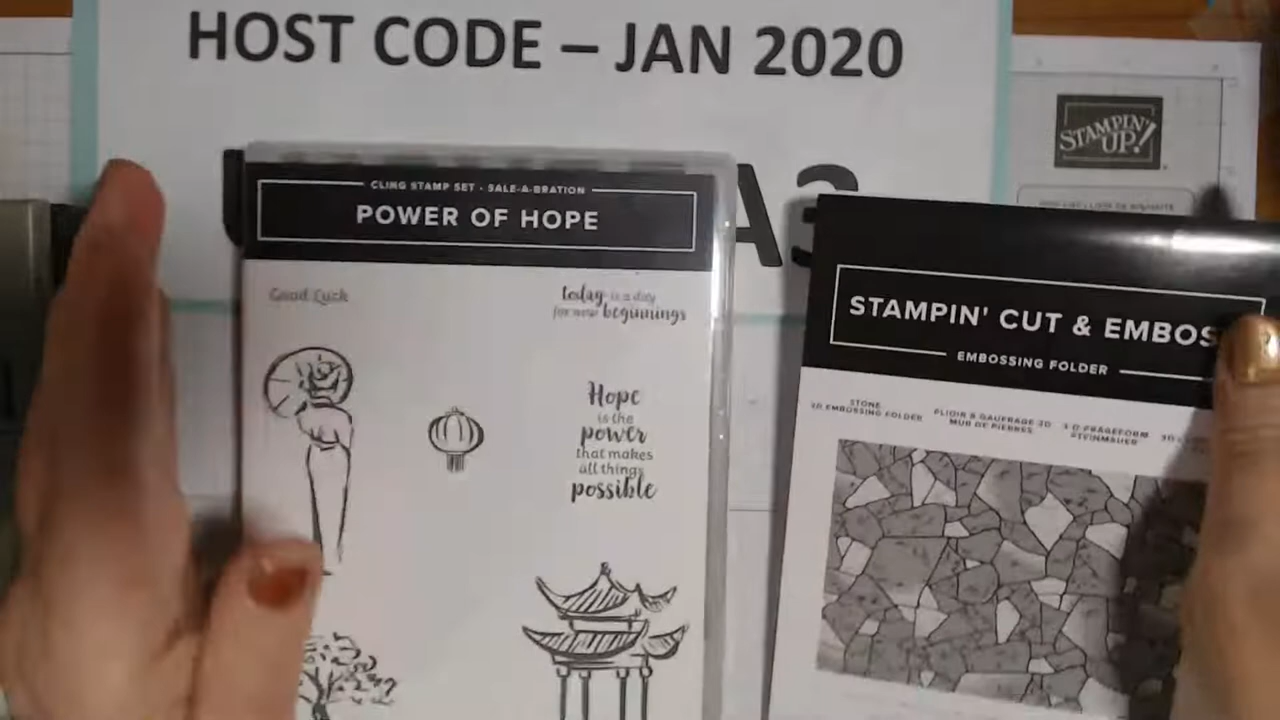 HOST CODE – JAN 2020
A3
STAMPIN' UP!
CLING STAMP SET • SALE-A-BRATION
POWER OF HOPE
Good Luck
today is a day
for new beginnings
Hope
is the
power
that makes
all things
possible
STAMPIN' CUT & EMBOS
EMBOSSING FOLDER
STONE
3D EMBOSSING FOLDER
PLIOIR À GAUFRAGE 3D
MUR DE PIERRES
3-D-PRÄGEFORM
STEINMAUER